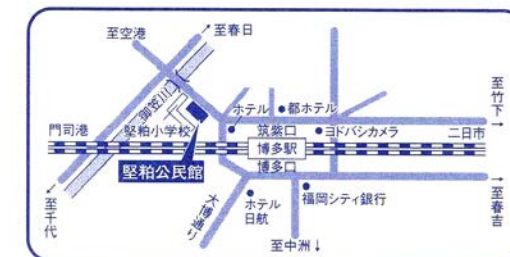 至空港
→至春日
御笠川
ホテル
都ホテル
→至竹下
門司港
堅粕小学校
筑紫口
ヨドバシカメラ
二日市
博多駅
堅粕公民館
博多口
←至千代
大博通り
ホテル
日航
福岡シティ銀行
→至春吉
至中洲↓